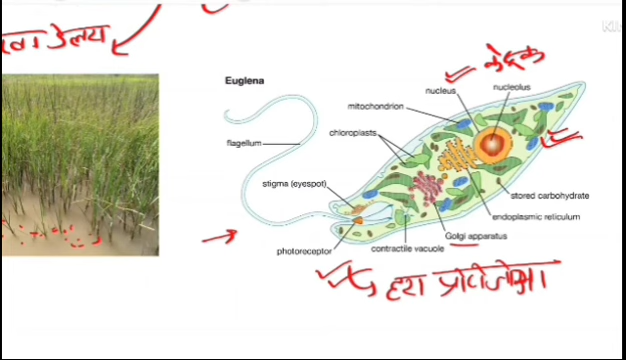 Euglena
केंद्रक
nucleus
nucleolus
mitochondrion
chloroplasts
flagellum
stigma (eyespot)
stored carbohydrate
endoplasmic reticulum
Golgi apparatus
photoreceptor
contractile vacuole
हरा प्रोटोजोआ